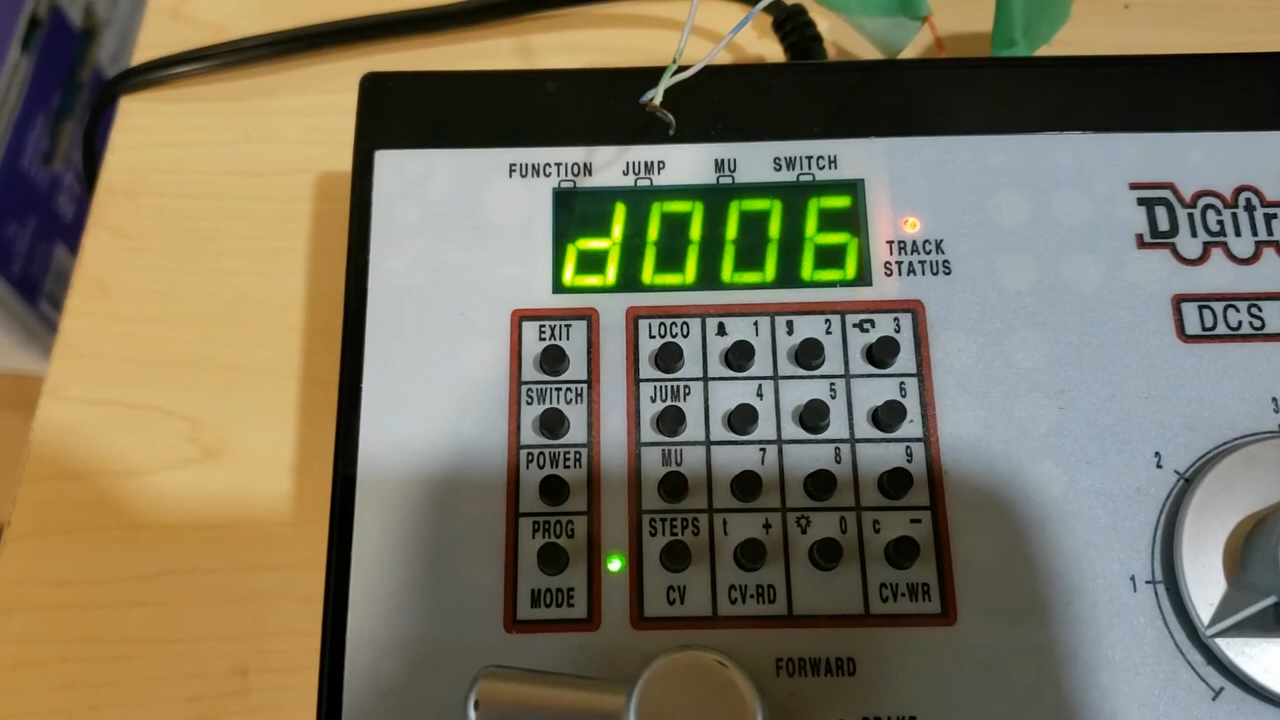 FUNCTION JUMP MU SWITCH
d006
TRACK
STATUS
DCS
EXIT
SWITCH
POWER
PROG
MODE
LOCO 1 2 3
JUMP 4 5 6
MU 7 8 9
STEPS t + 0 c -
CV CV-RD CV-WR
FORWARD
1
2
3